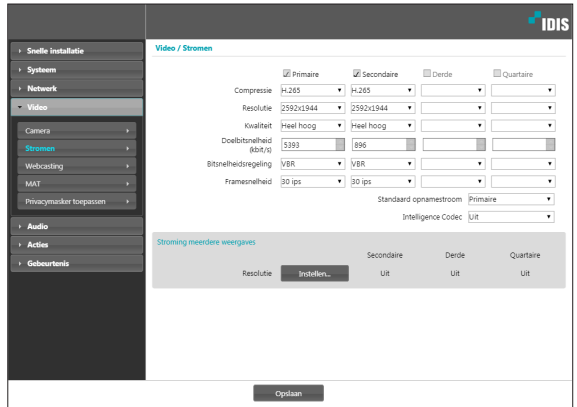 IDIS
Snelle installatie
Systeem
Netwerk
Video
Camera
Stromen
Webcasting
MAT
Privacymasker toepassen
Audio
Acties
Gebeurtenis
Video / Stromen
Primaire Secondaire Derde Quartaire
Compressie H.265 H.265
Resolutie 2592x1944 2592x1944
Kwaliteit Heel hoog Heel hoog
Doelbitsnelheid
(kbit/s) 5393 896
Bitsnelheidsregeling VBR VBR
Framesnelheid 30 ips 30 ips
Standaard opnamestroom Primaire
Intelligence Codec Uit
Stroming meerdere weergaves
Secondaire Derde Quartaire
Resolutie Instellen... Uit Uit Uit
Opslaan